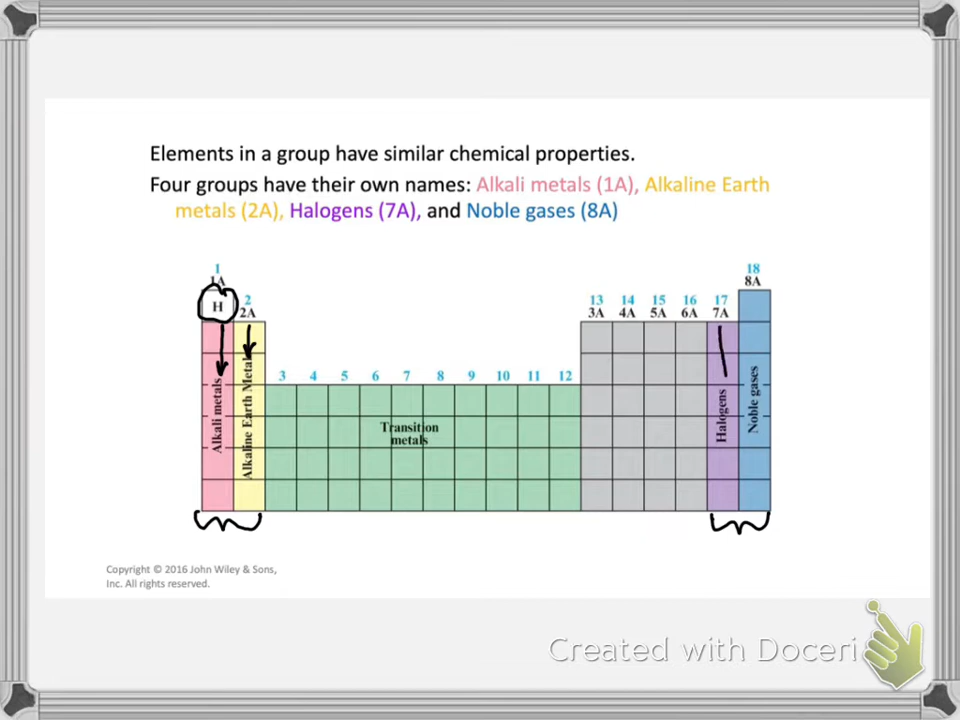 Elements in a group have similar chemical properties.
Four groups have their own names: Alkali metals (1A), Alkaline Earth
metals (2A), Halogens (7A), and Noble gases (8A)
1
1A
18
8A
H
2
2A
13 14 15 16 17
3A 4A 5A 6A 7A
3 4 5 6 7 8 9 10 11 12
Alkali metals
Alkaline Earth Metals
Transition
metals
Halogens
Noble gases
Copyright © 2016 John Wiley & Sons,
Inc. All rights reserved.
Created with Doceri